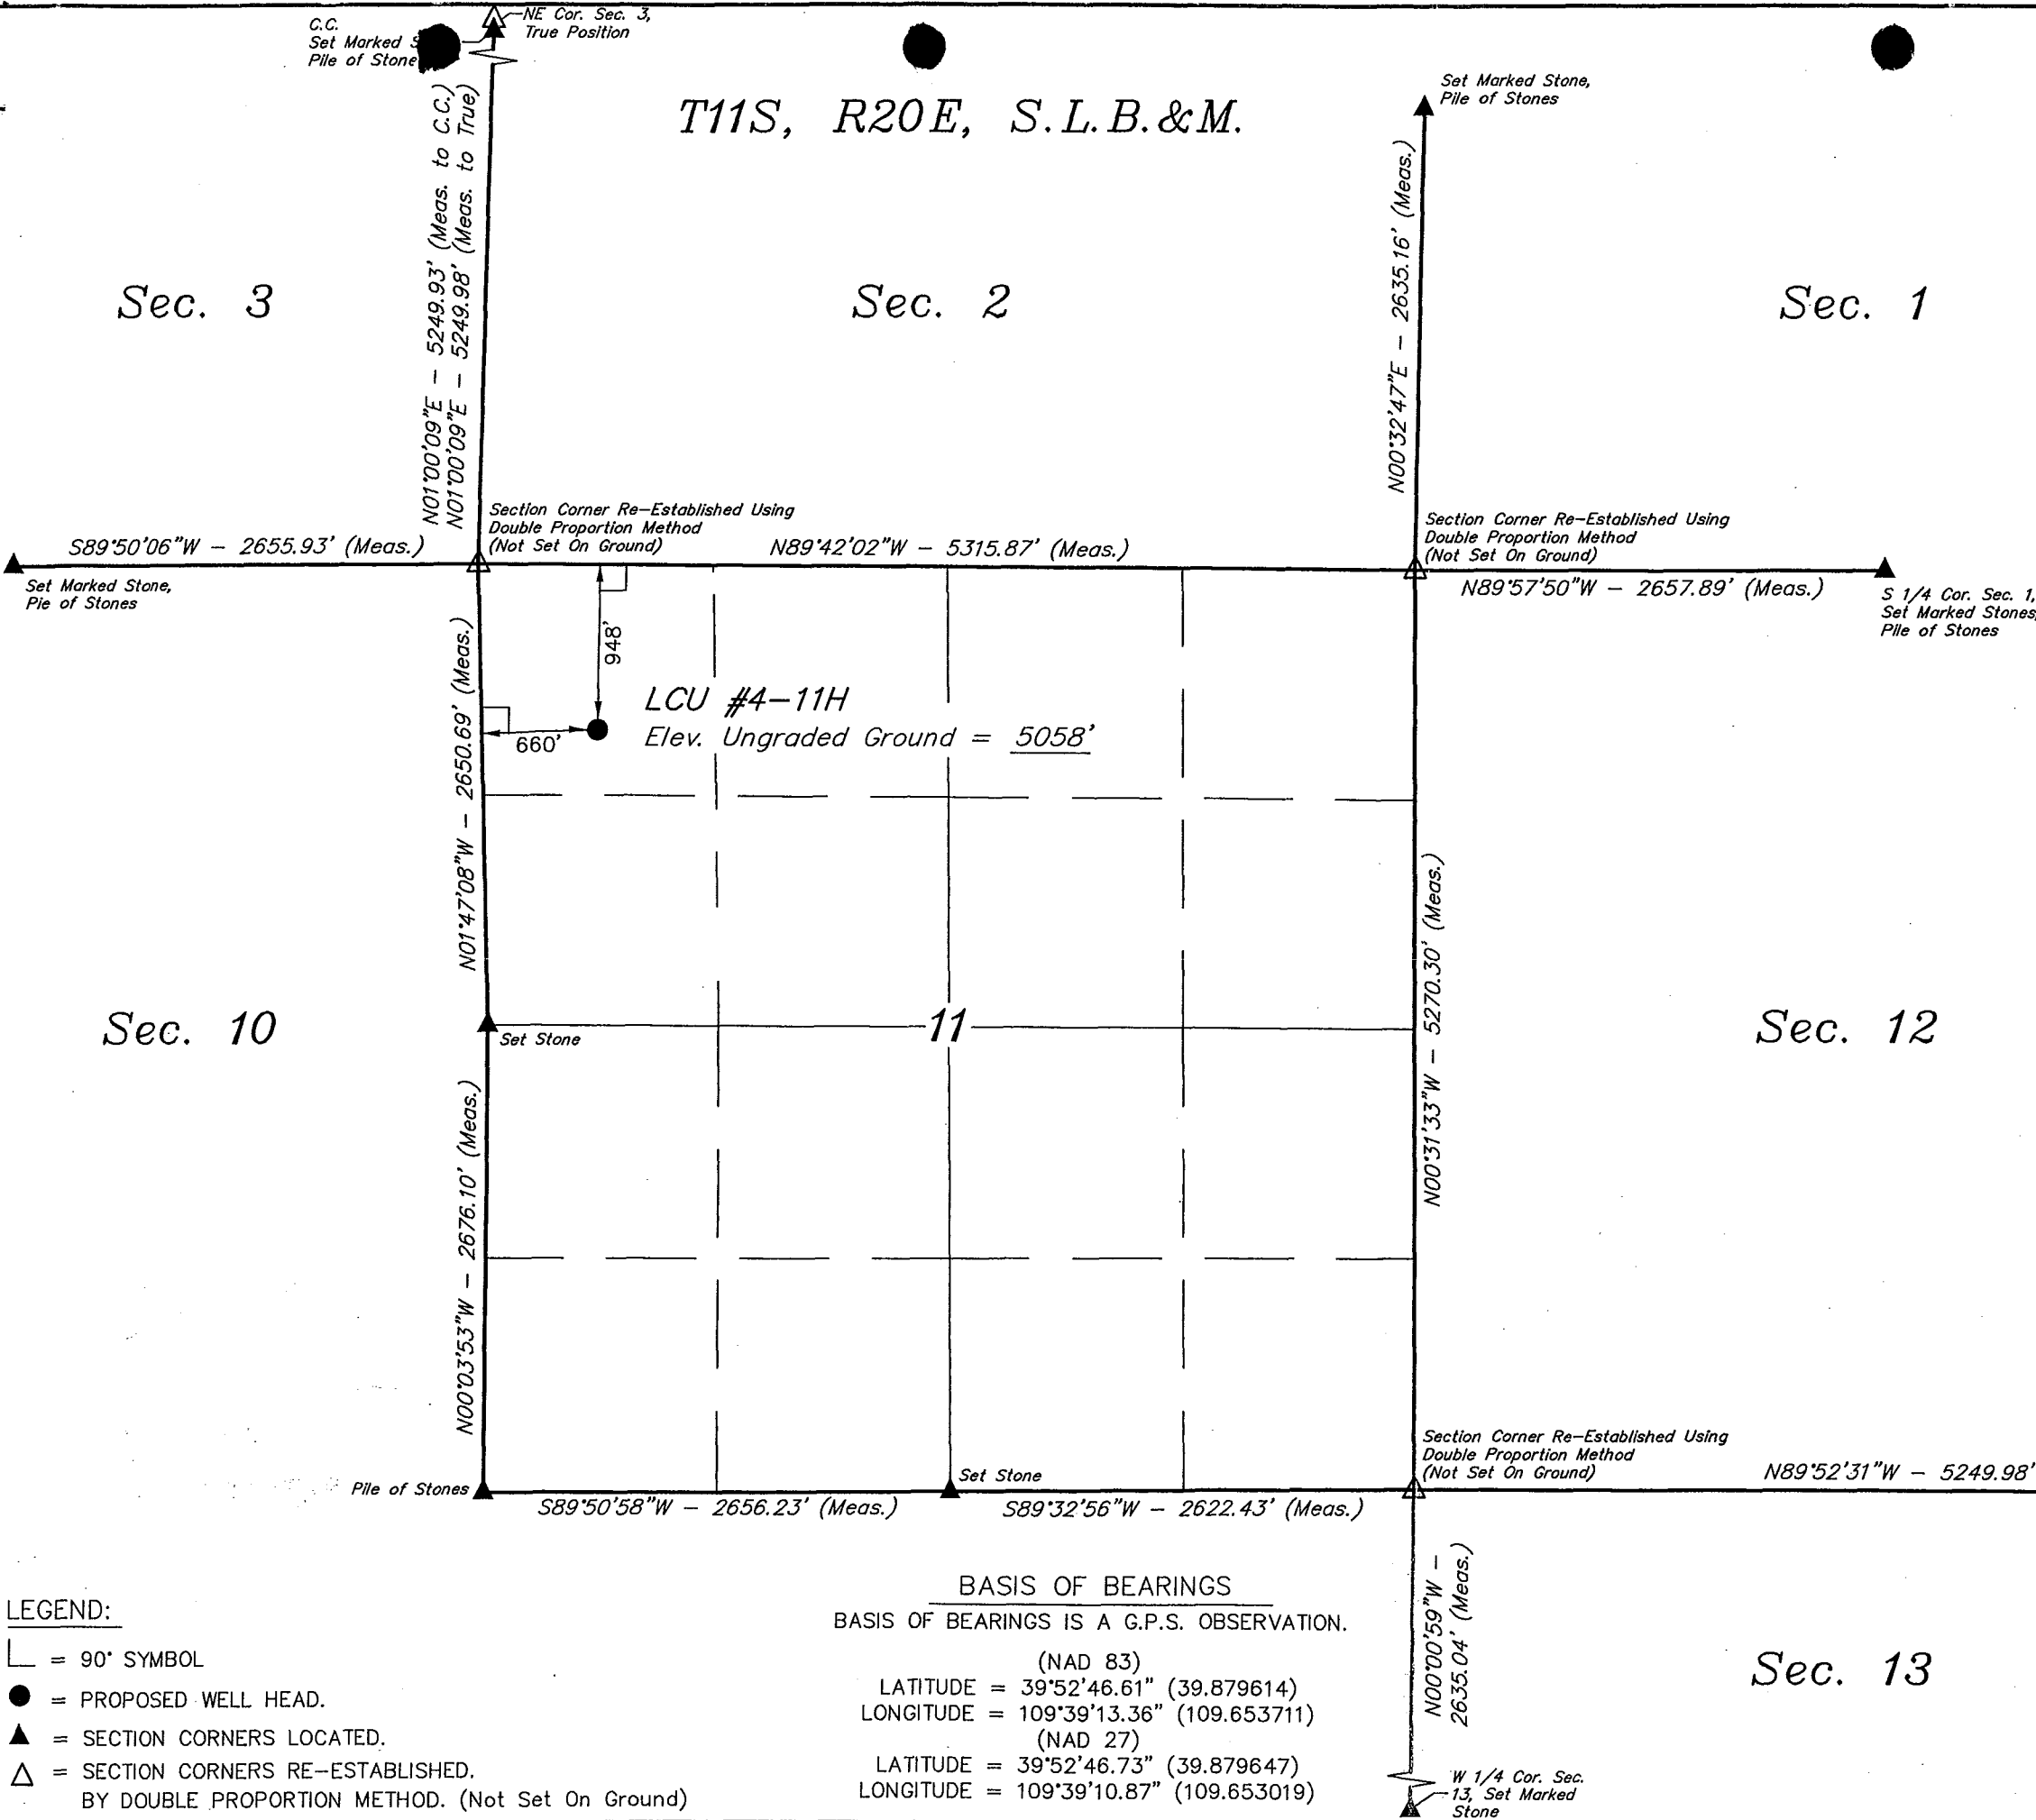 C.C.
Set Marked
Pile of Stone
NE Cor. Sec. 3,
True Position
T11S, R20E, S.L.B.&M.
Set Marked Stone,
Pile of Stones
N01°00'09"E - 5249.93' (Meas. to C.C.)
N01°00'09"E - 5249.98' (Meas. to True)
N00°32'47"E - 2635.16' (Meas.)
Sec. 3
Sec. 2
Sec. 1
Section Corner Re-Established Using
Double Proportion Method
(Not Set On Ground)
Section Corner Re-Established Using
Double Proportion Method
(Not Set On Ground)
S89°50'06"W - 2655.93' (Meas.)
N89°42'02"W - 5315.87' (Meas.)
N89°57'50"W - 2657.89' (Meas.)
Set Marked Stone,
Pie of Stones
S 1/4 Cor. Sec. 1,
Set Marked Stones,
Pile of Stones
948'
660'
LCU #4-11H
Elev. Ungraded Ground = 5058'
N01°47'08"W - 2650.69' (Meas.)
N00°31'33"W - 5270.30' (Meas.)
Sec. 10
11
Sec. 12
Set Stone
N00°03'53"W - 2676.10' (Meas.)
Section Corner Re-Established Using
Double Proportion Method
(Not Set On Ground)
N89°52'31"W - 5249.98'
Pile of Stones
Set Stone
S89°50'58"W - 2656.23' (Meas.)
S89°32'56"W - 2622.43' (Meas.)
N00°00'59"W -
2635.04' (Meas.)
Sec. 13
W 1/4 Cor. Sec.
13, Set Marked
Stone
LEGEND:
= 90° SYMBOL
= PROPOSED WELL HEAD.
= SECTION CORNERS LOCATED.
= SECTION CORNERS RE-ESTABLISHED.
BY DOUBLE PROPORTION METHOD. (Not Set On Ground)
BASIS OF BEARINGS
BASIS OF BEARINGS IS A G.P.S. OBSERVATION.
(NAD 83)
LATITUDE = 39°52'46.61" (39.879614)
LONGITUDE = 109°39'13.36" (109.653711)
(NAD 27)
LATITUDE = 39°52'46.73" (39.879647)
LONGITUDE = 109°39'10.87" (109.653019)